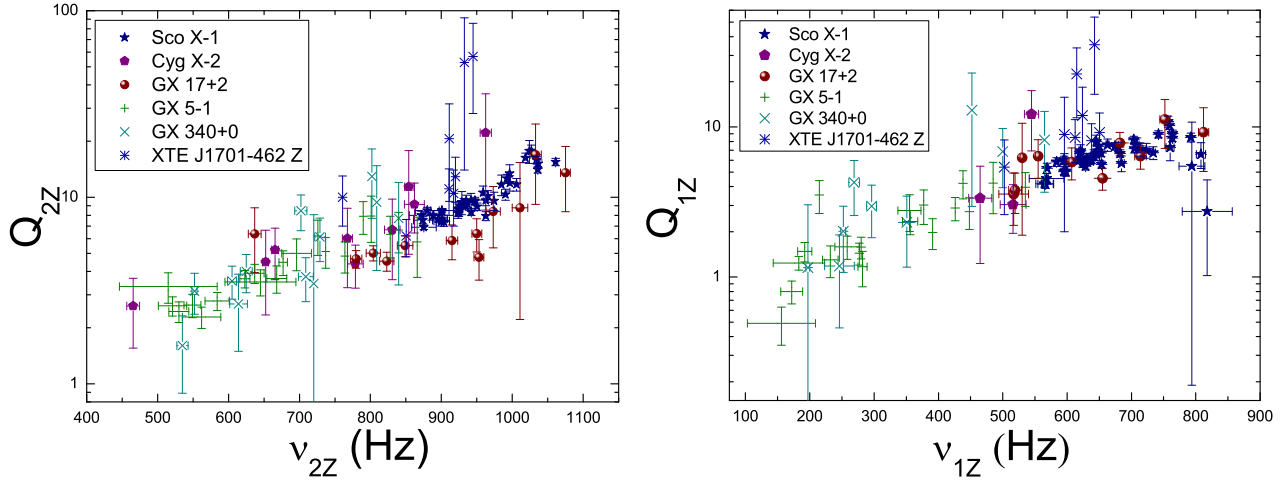 100
10
1
Q2Z
Sco X-1
Cyg X-2
GX 17+2
GX 5-1
GX 340+0
XTE J1701-462 Z
400 500 600 700 800 900 1000 1100
ν2Z (Hz)
10
1
Q1Z
Sco X-1
Cyg X-2
GX 17+2
GX 5-1
GX 340+0
XTE J1701-462 Z
100 200 300 400 500 600 700 800 900
ν1Z (Hz)